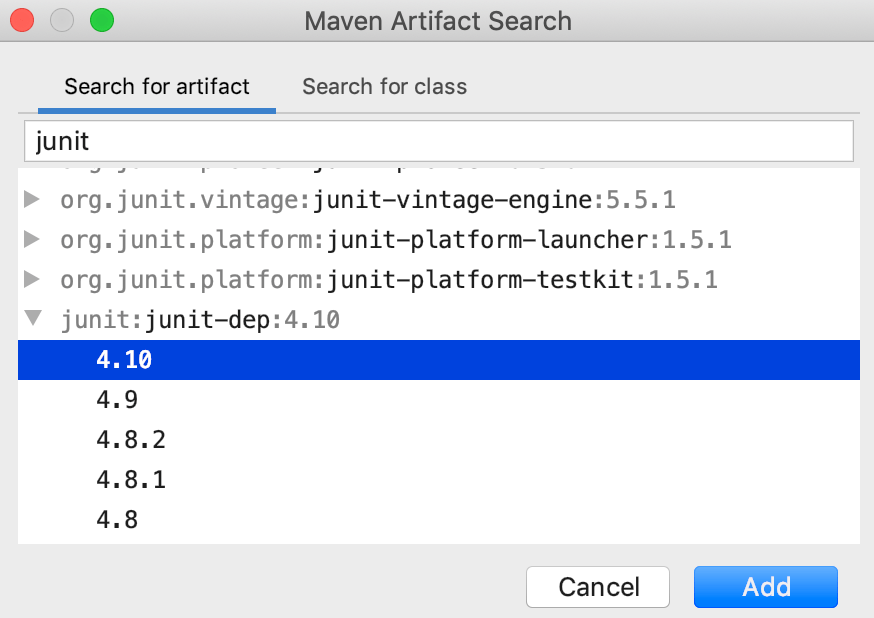 Maven Artifact Search
Search for artifact Search for class
junit
org.junit.vintage:junit-vintage-engine:5.5.1
org.junit.platform:junit-platform-launcher:1.5.1
org.junit.platform:junit-platform-testkit:1.5.1
junit:junit-dep:4.10
4.10
4.9
4.8.2
4.8.1
4.8
Cancel Add